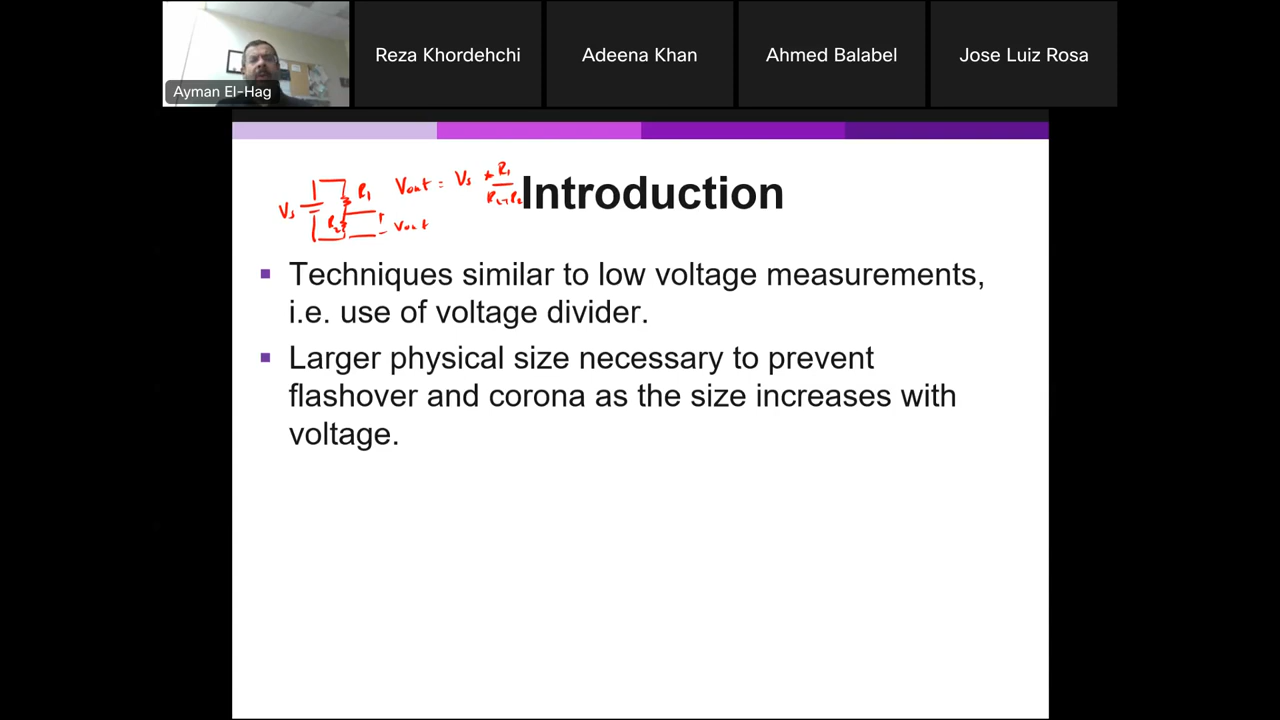 Reza Khordehchi
Adeena Khan
Ahmed Balabel
Jose Luiz Rosa
Ayman El-Hag
Vs
R1
R2
Vout
Vout = Vs * R1
Introduction
Techniques similar to low voltage measurements,
i.e. use of voltage divider.
Larger physical size necessary to prevent
flashover and corona as the size increases with
voltage.